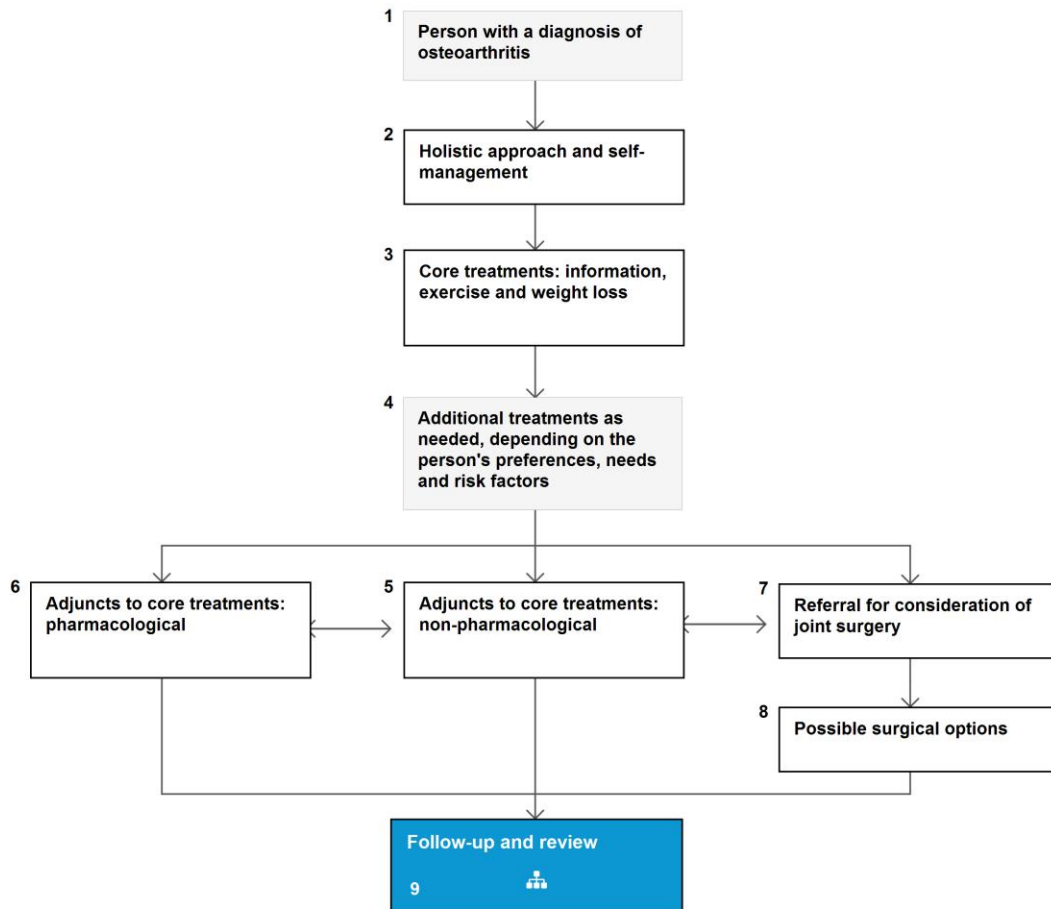 1
Person with a diagnosis of
osteoarthritis
2
Holistic approach and self-
management
3
Core treatments: information,
exercise and weight loss
4
Additional treatments as
needed, depending on the
person's preferences, needs
and risk factors
6
Adjuncts to core treatments:
pharmacological
5
Adjuncts to core treatments:
non-pharmacological
7
Referral for consideration of
joint surgery
8
Possible surgical options
Follow-up and review
9